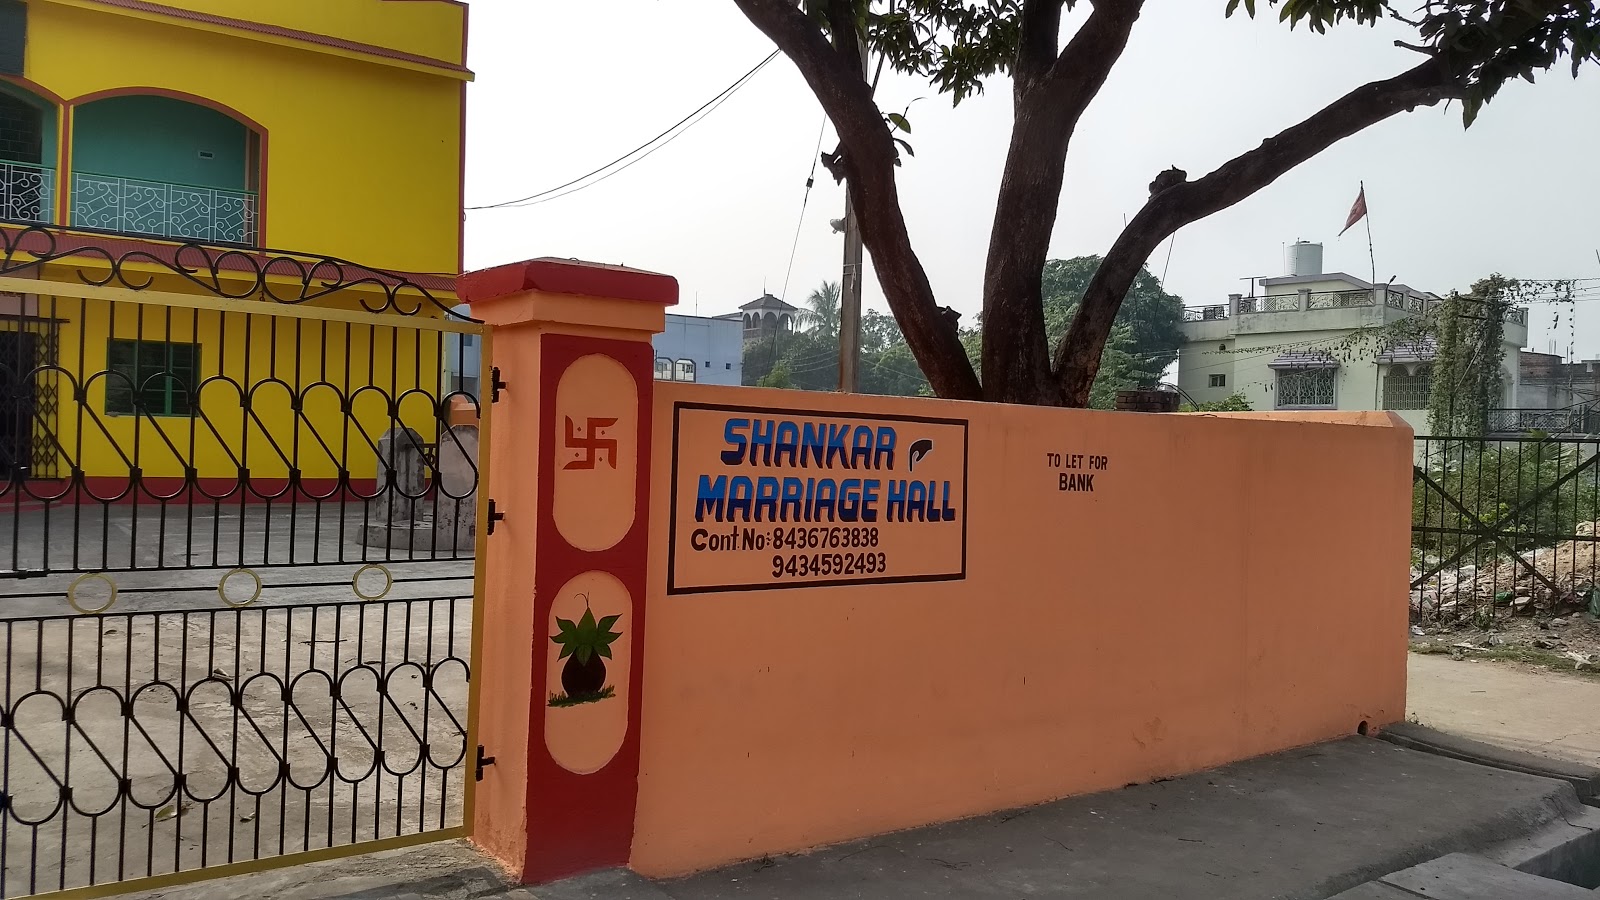 SHANKAR
MARRIAGE HALL
Cont. No:-8436763838
9434592493
TO LET FOR
BANK